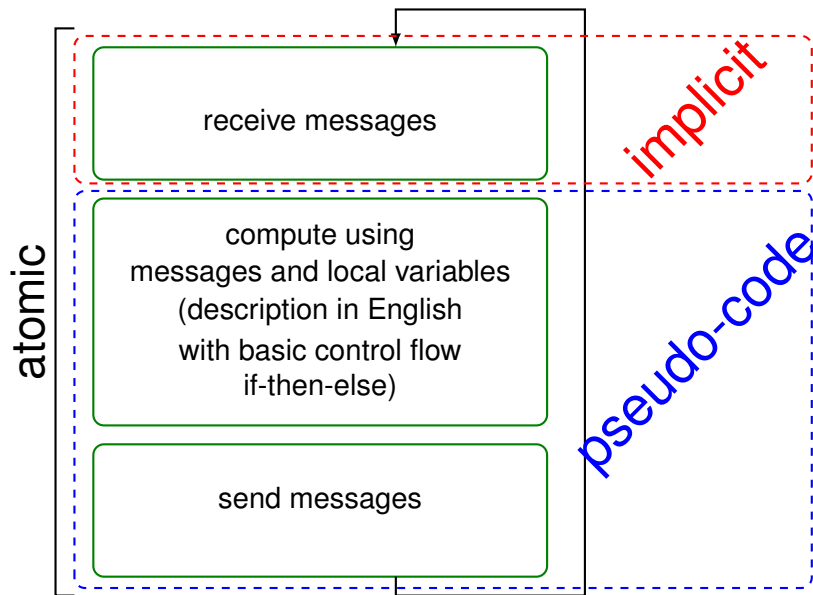 receive messages
implicit
compute using
messages and local variables
(description in English
with basic control flow
if-then-else)
pseudo-code
send messages
atomic